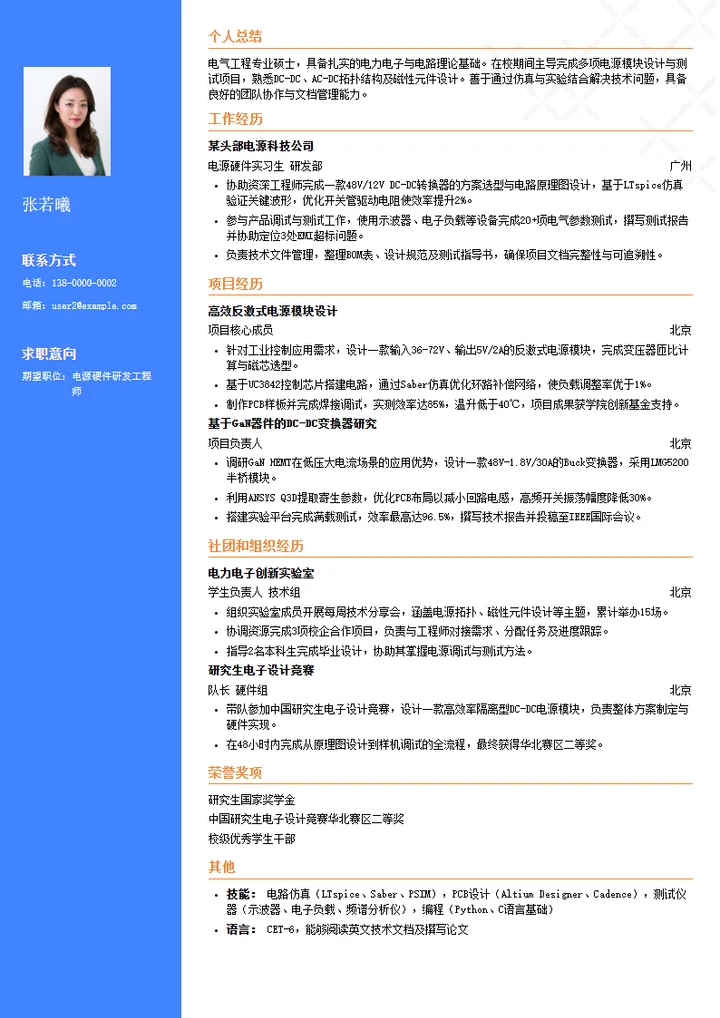 张若曦
联系方式
电话：138-0000-0002
邮箱：user2@example.com
求职意向
期望职位：电源硬件研发工程
师
个人总结
电气工程专业硕士，具备扎实的电力电子与电路理论基础。在校期间主导完成多项电源模块设计与测
试项目，熟悉DC-DC、AC-DC拓扑结构及磁性元件设计。善于通过仿真与实验结合解决技术问题，具备
良好的团队协作与文档管理能力。
工作经历
某头部电源科技公司
电源硬件实习生 研发部 广州
• 协助资深工程师完成一款48V/12V DC-DC转换器的方案选型与电路原理图设计，基于LTspice仿真
验证关键波形，优化开关管驱动电阻使效率提升2%。
• 参与产品调试与测试工作，使用示波器、电子负载等设备完成20+项电气参数测试，撰写测试报告
并协助定位3处EMI超标问题。
• 负责技术文件管理，整理BOM表、设计规范及测试指导书，确保项目文档完整性与可追溯性。
项目经历
高效反激式电源模块设计
项目核心成员 北京
• 针对工业控制应用需求，设计一款输入36-72V、输出5V/2A的反激式电源模块，完成变压器匝比计
算与磁芯选型。
• 基于UC3842控制芯片搭建电路，通过Saber仿真优化环路补偿网络，使负载调整率优于1%。
• 制作PCB样板并完成焊接调试，实测效率达85%，温升低于40℃，项目成果获学院创新基金支持。
基于GaN器件的DC-DC变换器研究
项目负责人 北京
• 调研GaN HEMT在低压大电流场景的应用优势，设计一款48V-1.8V/30A的Buck变换器，采用LMG5200
半桥模块。
• 利用ANSYS Q3D提取寄生参数，优化PCB布局以减小回路电感，高频开关振荡幅度降低30%。
• 搭建实验平台完成满载测试，效率最高达96.5%，撰写技术报告并投稿至IEEE国际会议。
社团和组织经历
电力电子创新实验室
学生负责人 技术组 北京
• 组织实验室成员开展每周技术分享会，涵盖电源拓扑、磁性元件设计等主题，累计举办15场。
• 协调资源完成3项校企合作项目，负责与工程师对接需求、分配任务及进度跟踪。
• 指导2名本科生完成毕业设计，协助其掌握电源调试与测试方法。
研究生电子设计竞赛
队长 硬件组 北京
• 带队参加中国研究生电子设计竞赛，设计一款高效率隔离型DC-DC电源模块，负责整体方案制定与
硬件实现。
• 在48小时内完成从原理图设计到样机调试的全流程，最终获得华北赛区二等奖。
荣誉奖项
研究生国家奖学金
中国研究生电子设计竞赛华北赛区二等奖
校级优秀学生干部
其他
• 技能： 电路仿真（LTspice、Saber、PSIM），PCB设计（Altium Designer、Cadence），测试仪
器（示波器、电子负载、频谱分析仪），编程（Python、C语言基础）
• 语言： CET-6，能够阅读英文技术文档及撰写论文